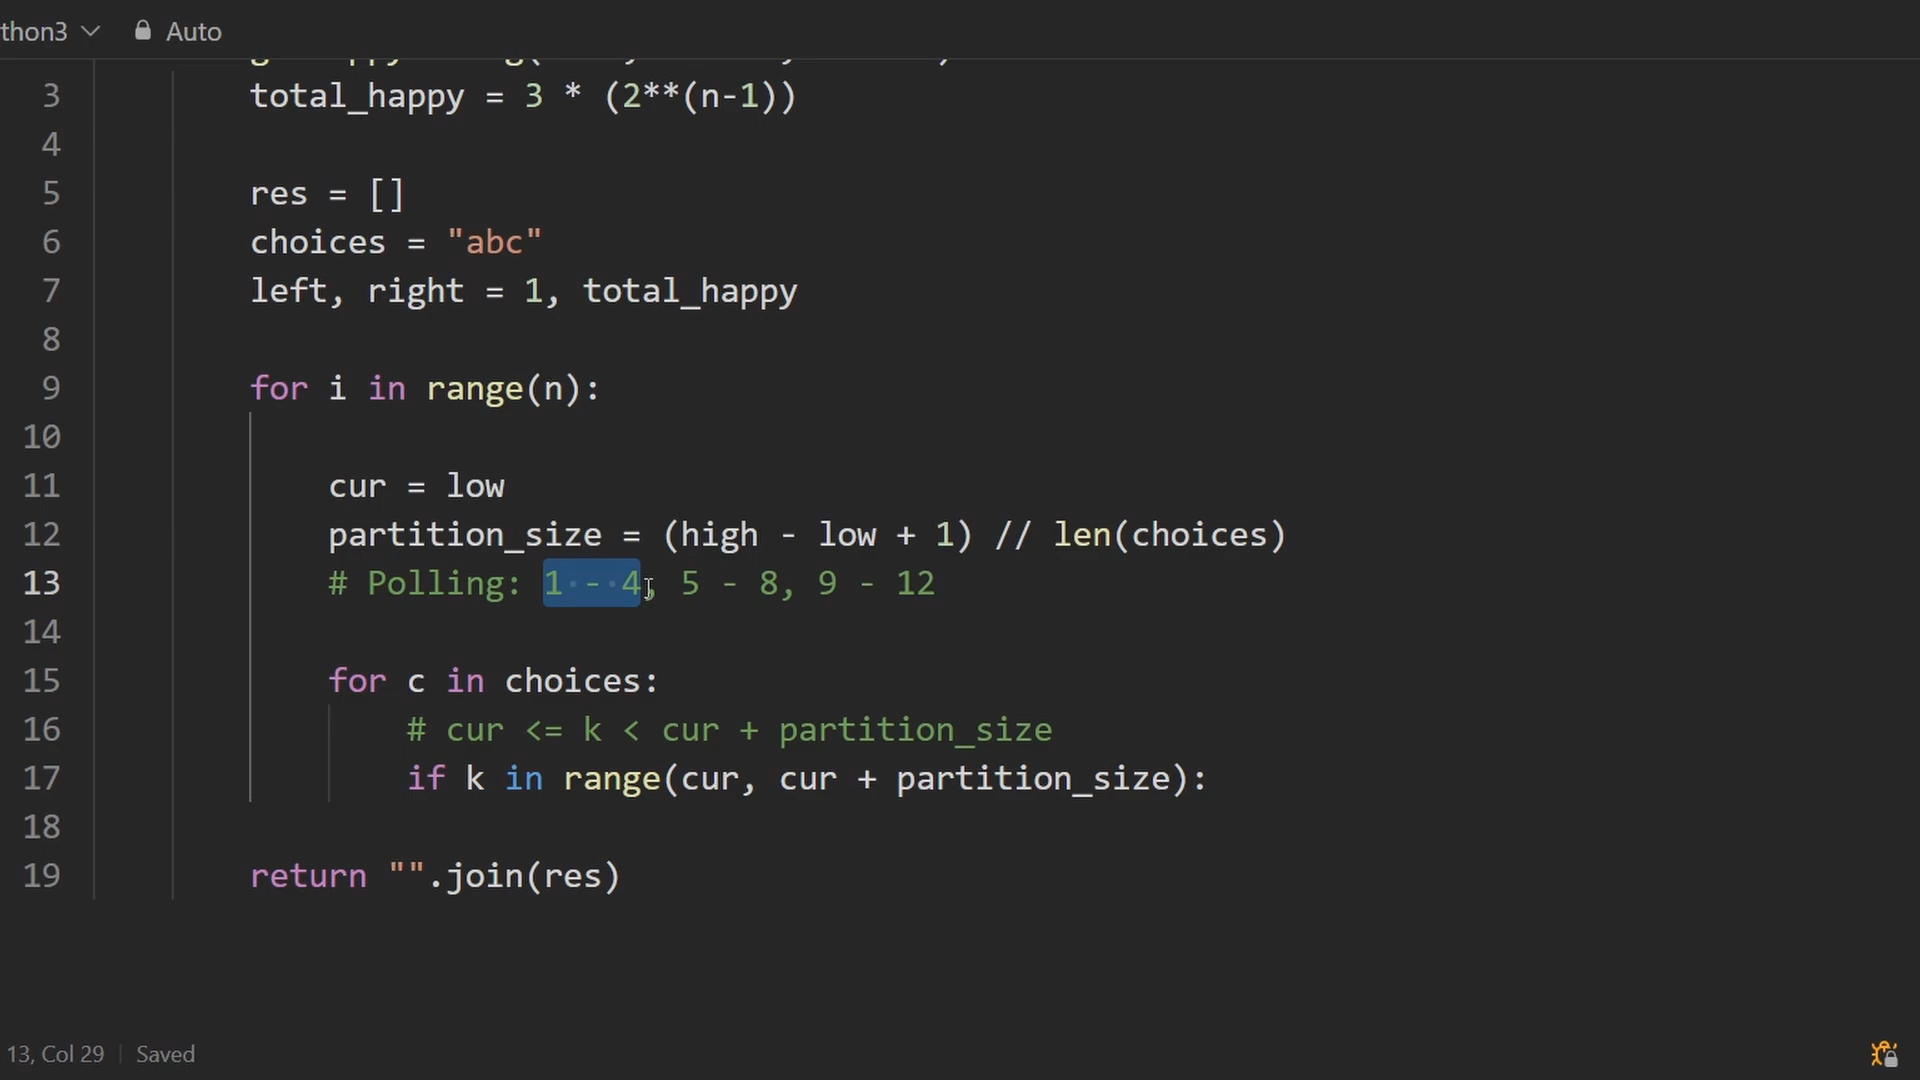 thon3 Auto
3 total_happy = 3 * (2**(n-1))
4
5 res = []
6 choices = "abc"
7 left, right = 1, total_happy
8
9 for i in range(n):
10
11 cur = low
12 partition_size = (high - low + 1) // len(choices)
13 # Polling: 1 - 4, 5 - 8, 9 - 12
14
15 for c in choices:
16 # cur <= k < cur + partition_size
17 if k in range(cur, cur + partition_size):
18
19 return "".join(res)
13, Col 29 Saved